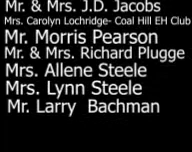 Mr. & Mrs. J.D. Jacobs
Mrs. Carolyn Lochridge- Coal Hill EH Club
Mr. Morris Pearson
Mr. & Mrs. Richard Plugge
Mrs. Allene Steele
Mrs. Lynn Steele
Mr. Larry  Bachman